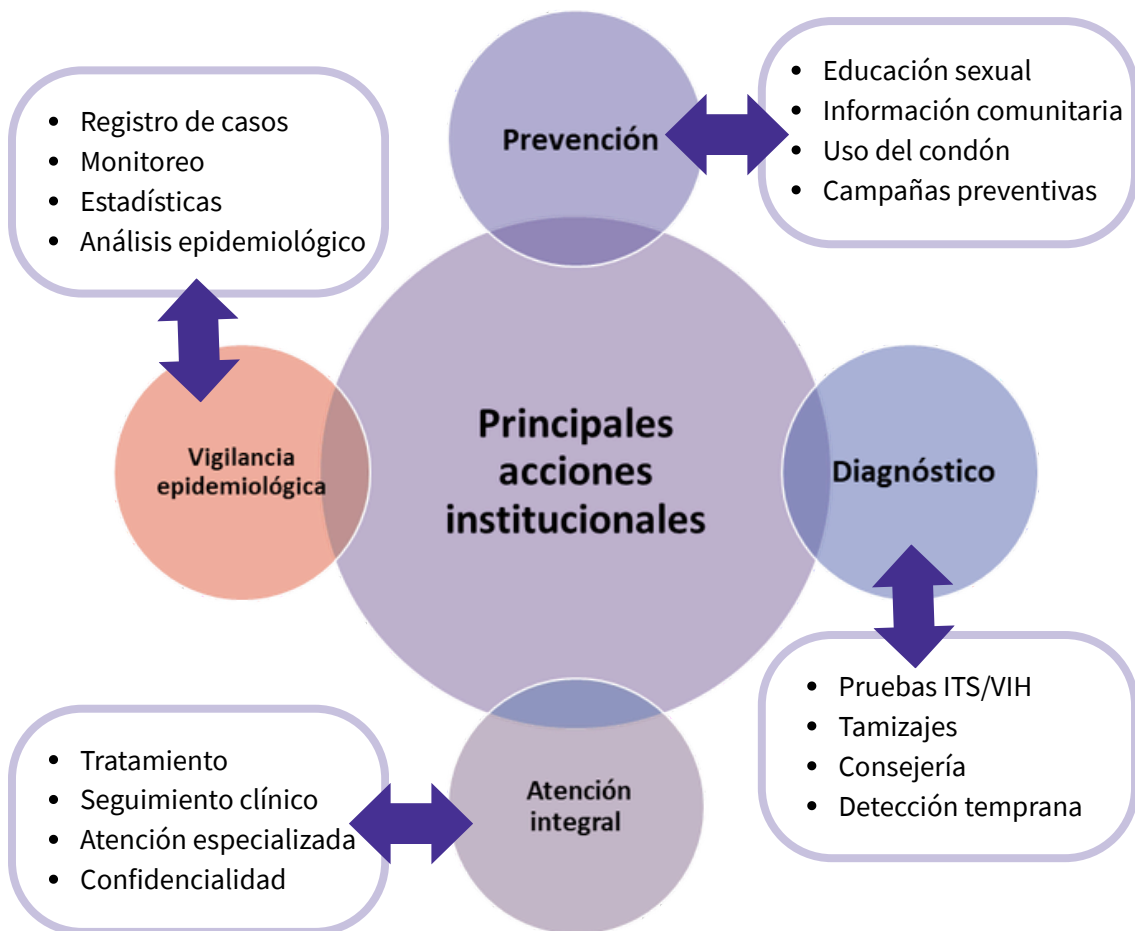 Prevención
• Educación sexual
• Información comunitaria
• Uso del condón
• Campañas preventivas
• Registro de casos
• Monitoreo
• Estadísticas
• Análisis epidemiológico
Vigilancia
epidemiológica
Principales
acciones
institucionales
Diagnóstico
• Pruebas ITS/VIH
• Tamizajes
• Consejería
• Detección temprana
Atención
integral
• Tratamiento
• Seguimiento clínico
• Atención especializada
• Confidencialidad